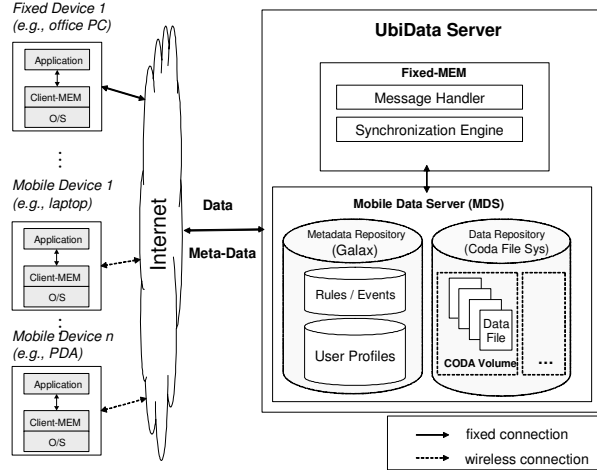 Fixed Device 1
(e.g., office PC)
Application
Client-MEM
O/S
...
Mobile Device 1
(e.g., laptop)
Application
Client-MEM
O/S
...
Mobile Device n
(e.g., PDA)
Application
Client-MEM
O/S
Internet
Data
Meta-Data
UbiData Server
Fixed-MEM
Message Handler
Synchronization Engine
Mobile Data Server (MDS)
Metadata Repository
(Galax)
Rules / Events
User Profiles
Data Repository
(Coda File Sys)
Data
File
CODA Volume
...
fixed connection
wireless connection